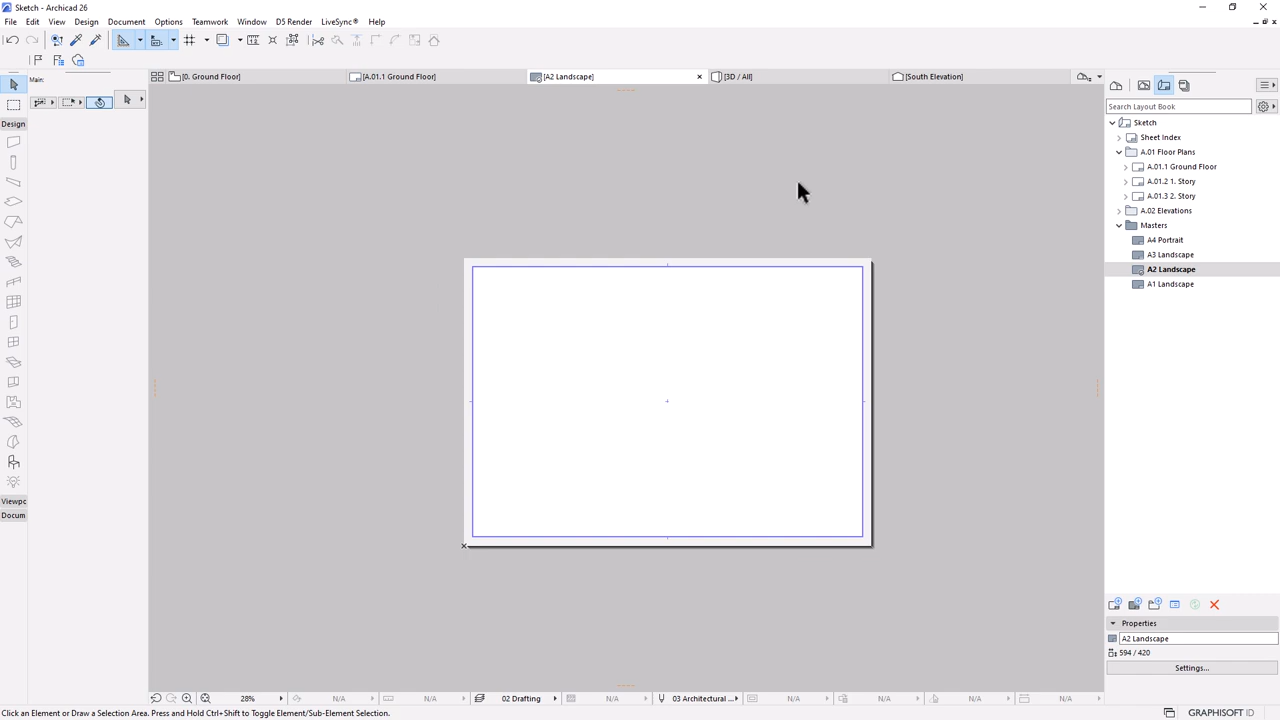 Sketch - Archicad 26
File Edit View Design Document Options Teamwork Window D5 Render LiveSync® Help
Main:
[0. Ground Floor]
[A.01.1 Ground Floor]
[A2 Landscape]
[3D / All]
[South Elevation]
Design
Viewpo
Docum
Search Layout Book
Sketch
Sheet Index
A.01 Floor Plans
A.01.1 Ground Floor
A.01.2 1. Story
A.01.3 2. Story
A.02 Elevations
Masters
A4 Portrait
A3 Landscape
A2 Landscape
A1 Landscape
Properties
A2 Landscape
594 / 420
Settings...
28% N/A N/A 02 Drafting N/A 03 Architectural ... N/A N/A N/A N/A
Click an Element or Draw a Selection Area. Press and Hold Ctrl+Shift to Toggle Element/Sub-Element Selection.
GRAPHISOFT ID